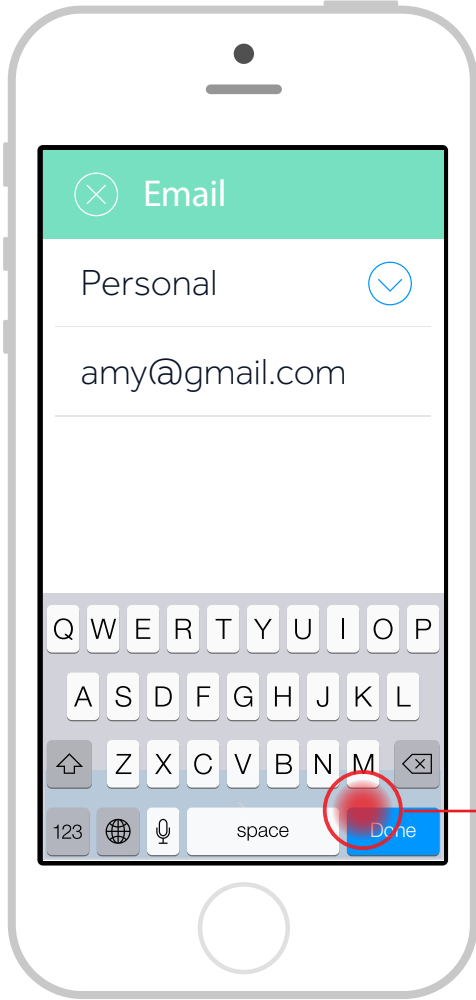 Email
Personal
amy@gmail.com
Q W E R T Y U I O P
A S D F G H J K L
Z X C V B N M
123 space Done